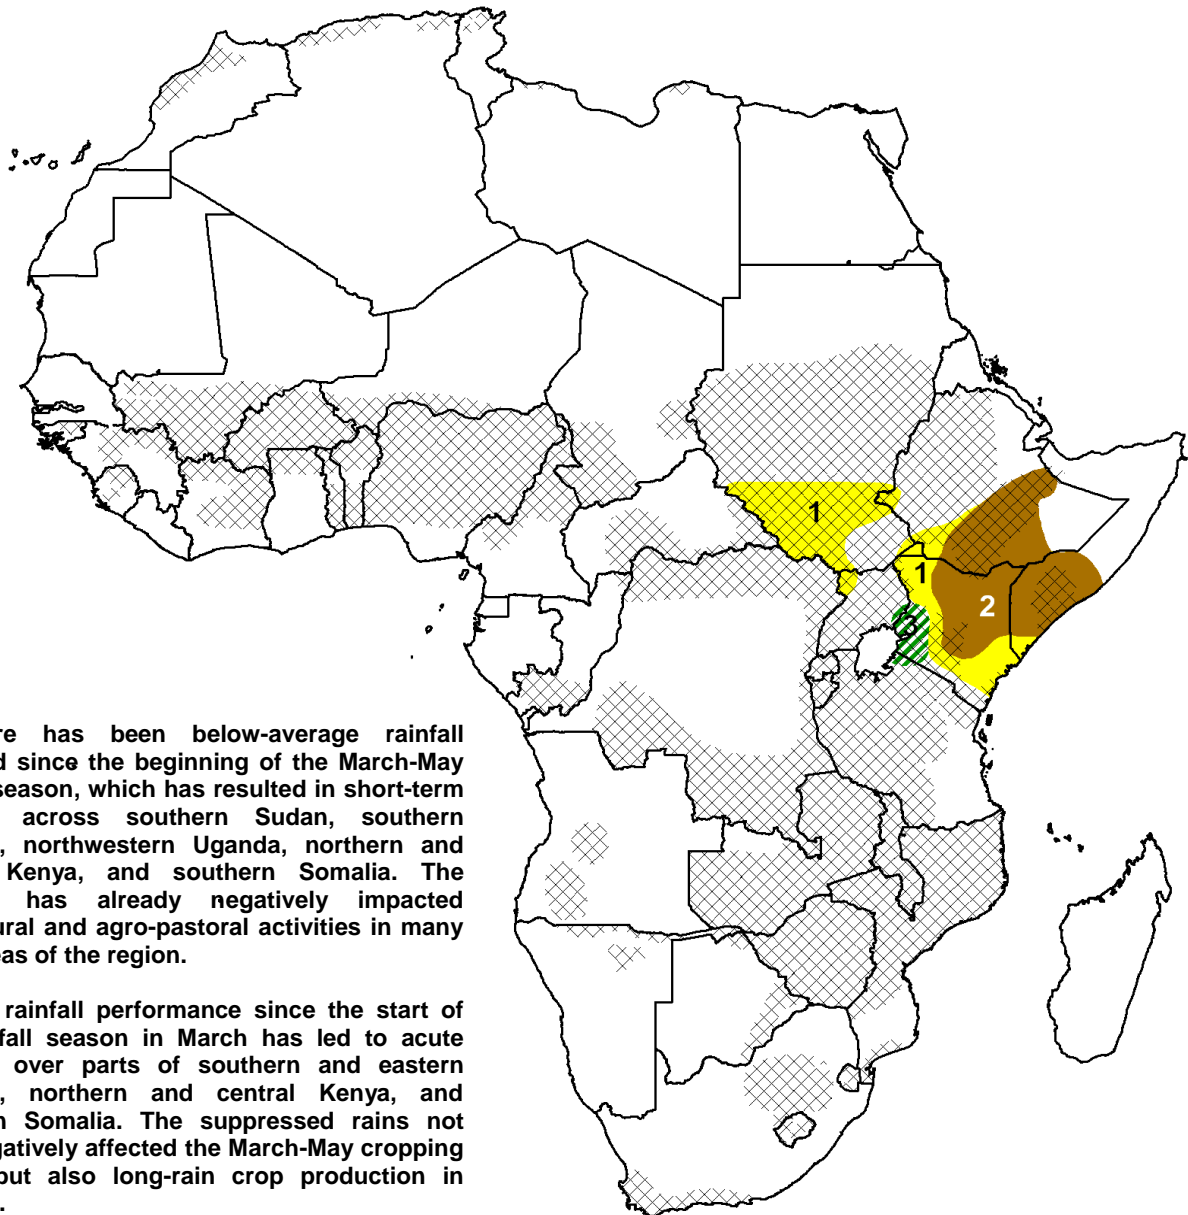 1
1
2
3
re has been below-average rainfall
d since the beginning of the March-May
season, which has resulted in short-term
across southern Sudan, southern
, northwestern Uganda, northern and
Kenya, and southern Somalia. The
has already negatively impacted
ural and agro-pastoral activities in many
eas of the region.
rainfall performance since the start of
fall season in March has led to acute
over parts of southern and eastern
, northern and central Kenya, and
n Somalia. The suppressed rains not
gatively affected the March-May cropping
but also long-rain crop production in
.